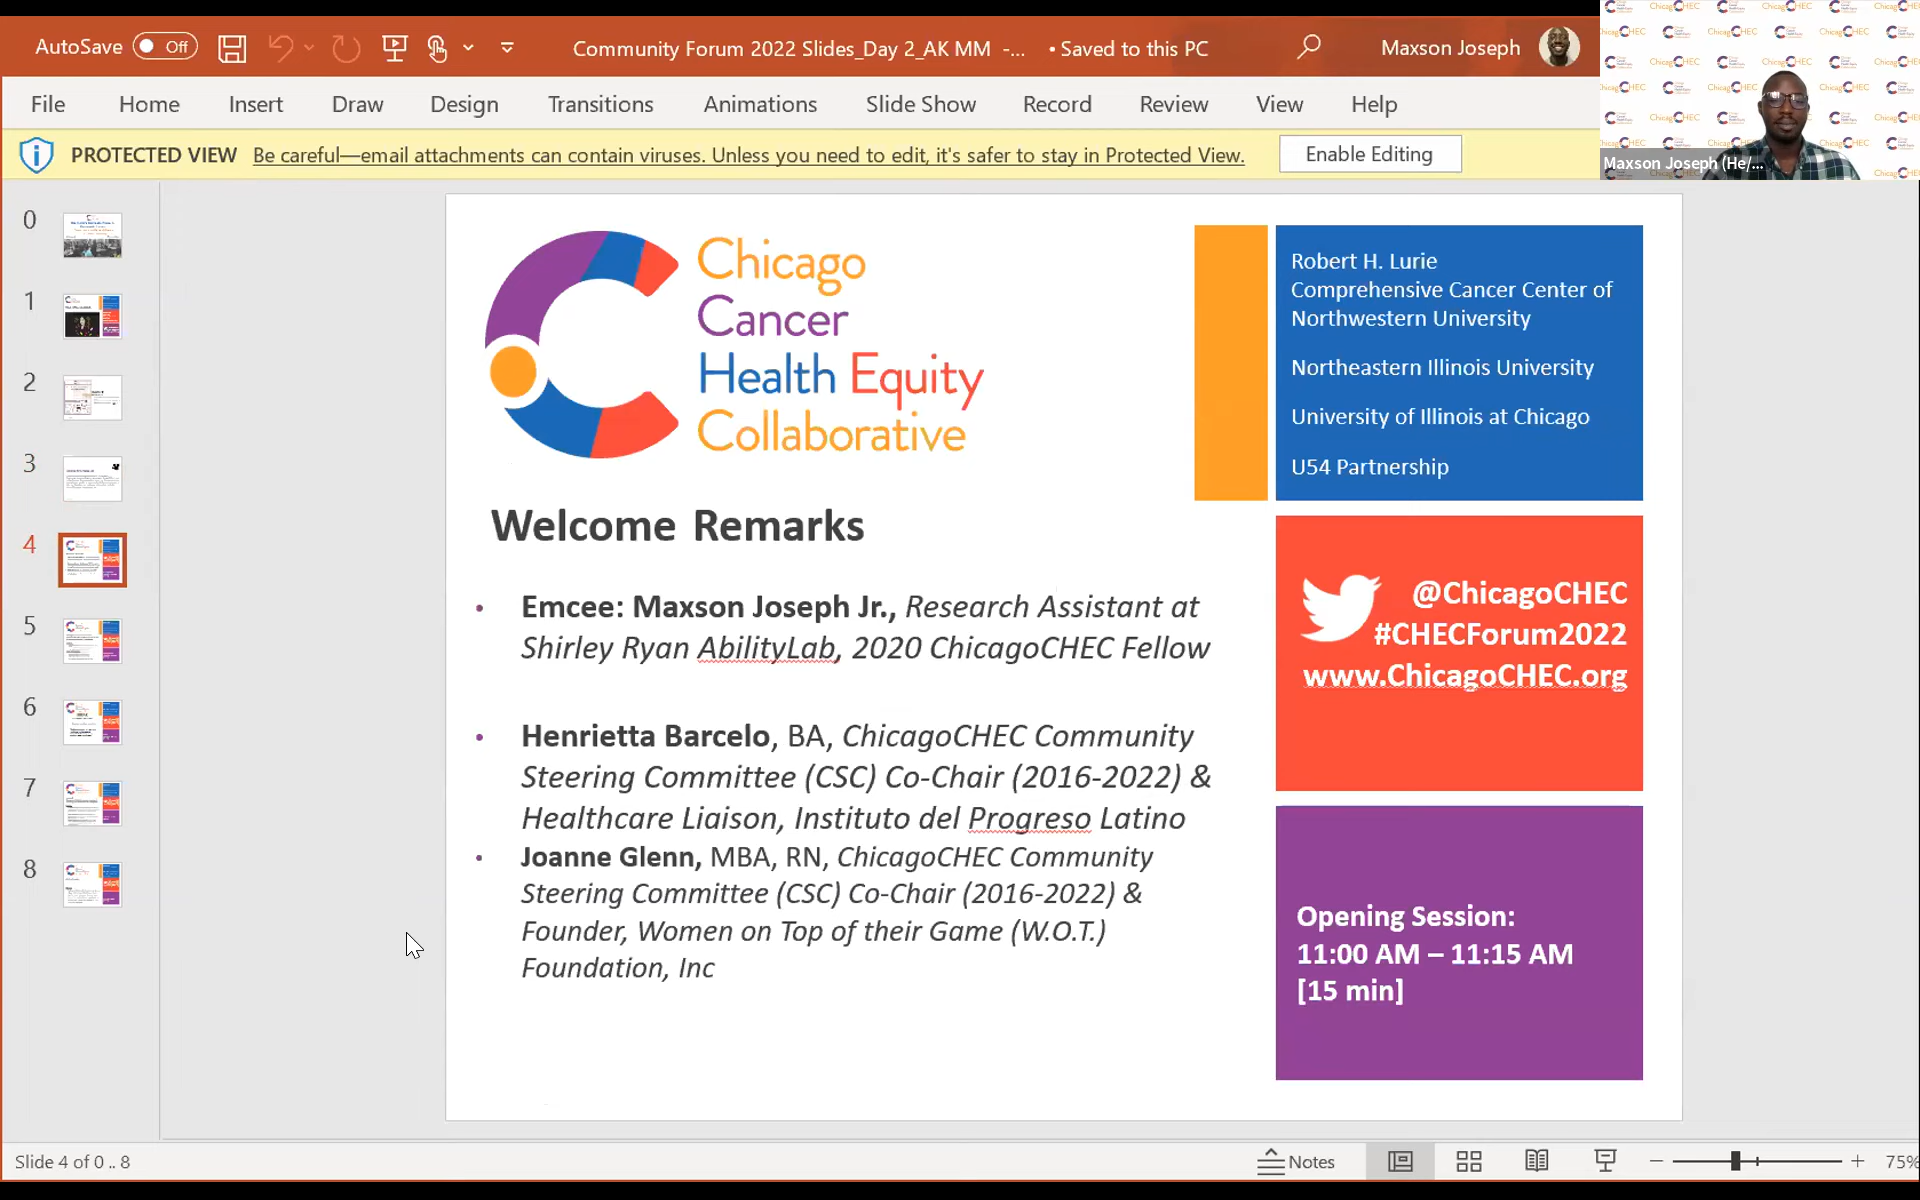 AutoSave Off
Community Forum 2022 Slides_Day 2_AK MM -... • Saved to this PC
Maxson Joseph
File Home Insert Draw Design Transitions Animations Slide Show Record Review View Help
PROTECTED VIEW Be careful—email attachments can contain viruses. Unless you need to edit, it's safer to stay in Protected View. Enable Editing
Maxson Joseph (He/...
0
1
2
3
4
5
6
7
8
Chicago
Cancer
Health Equity
Collaborative
Welcome Remarks
• Emcee: Maxson Joseph Jr., Research Assistant at
Shirley Ryan AbilityLab, 2020 ChicagoCHEC Fellow
• Henrietta Barcelo, BA, ChicagoCHEC Community
Steering Committee (CSC) Co-Chair (2016-2022) &
Healthcare Liaison, Instituto del Progreso Latino
• Joanne Glenn, MBA, RN, ChicagoCHEC Community
Steering Committee (CSC) Co-Chair (2016-2022) &
Founder, Women on Top of their Game (W.O.T.)
Foundation, Inc
Robert H. Lurie
Comprehensive Cancer Center of
Northwestern University
Northeastern Illinois University
University of Illinois at Chicago
U54 Partnership
@ChicagoCHEC
#CHECForum2022
www.ChicagoCHEC.org
Opening Session:
11:00 AM – 11:15 AM
[15 min]
Slide 4 of 0 .. 8
Notes
75%